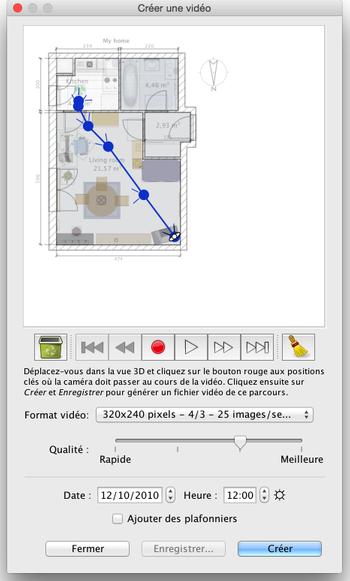 Créer une vidéo
My home
239
220
Kitchen
4,48 m²
2,93 m²
Living room
21,57 m²
474
Déplacez-vous dans la vue 3D et cliquez sur le bouton rouge aux positions
clés où la caméra doit passer au cours de la vidéo. Cliquez ensuite sur
Créer et Enregistrer pour générer un fichier vidéo de ce parcours.
Format vidéo: 320x240 pixels - 4/3 - 25 images/se...
Qualité :
Rapide Meilleure
Date : 12/10/2010 Heure : 12:00
Ajouter des plafonniers
Fermer Enregistrer... Créer